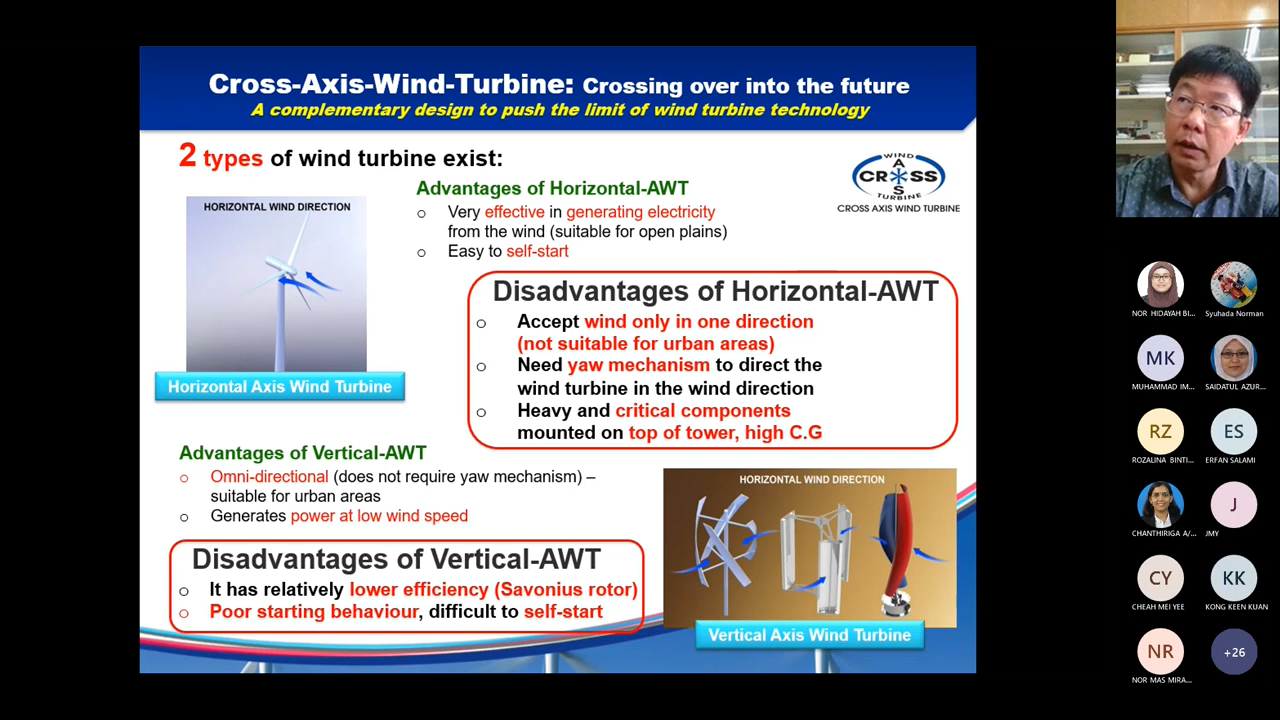 Cross-Axis-Wind-Turbine: Crossing over into the future
A complementary design to push the limit of wind turbine technology
2 types of wind turbine exist:
WIND
CROSS
AXIS
TURBINE
CROSS AXIS WIND TURBINE
HORIZONTAL WIND DIRECTION
Horizontal Axis Wind Turbine
Advantages of Horizontal-AWT
o Very effective in generating electricity
from the wind (suitable for open plains)
o Easy to self-start
Disadvantages of Horizontal-AWT
o Accept wind only in one direction
(not suitable for urban areas)
o Need yaw mechanism to direct the
wind turbine in the wind direction
o Heavy and critical components
mounted on top of tower, high C.G
Advantages of Vertical-AWT
o Omni-directional (does not require yaw mechanism) –
suitable for urban areas
o Generates power at low wind speed
Disadvantages of Vertical-AWT
o It has relatively lower efficiency (Savonius rotor)
o Poor starting behaviour, difficult to self-start
HORIZONTAL WIND DIRECTION
Vertical Axis Wind Turbine
NOR HIDAYAH BI...
Syuhada Norman
MK
MUHAMMAD IM...
SAIDATUL AZUR...
RZ
ROZALINA BINTI...
ES
ERFAN SALAMI
CHANTHIRIGA A/...
J
JMY
CY
CHEAH MEI YEE
KK
KONG KEEN KUAN
NR
NOR MAS MIRA...
+26